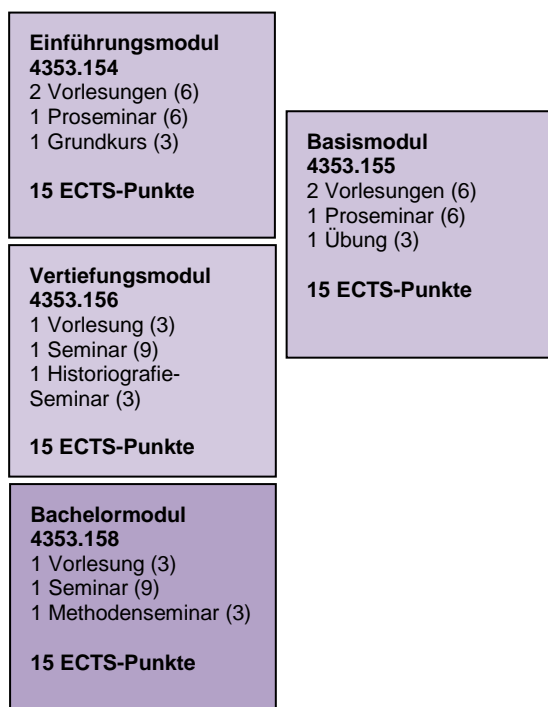 Einführungsmodul
4353.154
2 Vorlesungen (6)
1 Proseminar (6)
1 Grundkurs (3)
15 ECTS-Punkte
Basismodul
4353.155
2 Vorlesungen (6)
1 Proseminar (6)
1 Übung (3)
15 ECTS-Punkte
Vertiefungsmodul
4353.156
1 Vorlesung (3)
1 Seminar (9)
1 Historiografie-
Seminar (3)
15 ECTS-Punkte
Bachelormodul
4353.158
1 Vorlesung (3)
1 Seminar (9)
1 Methodenseminar (3)
15 ECTS-Punkte